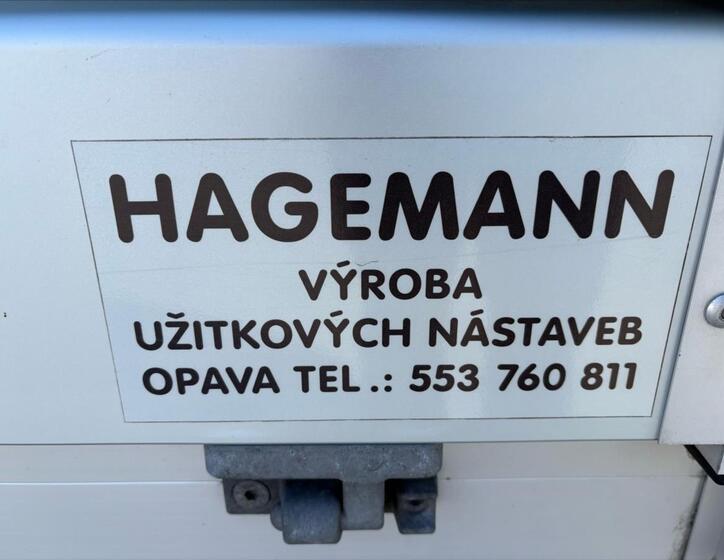 HAGEMANN
VÝROBA
UŽITKOVÝCH NÁSTAVEB
OPAVA TEL.: 553 760 811